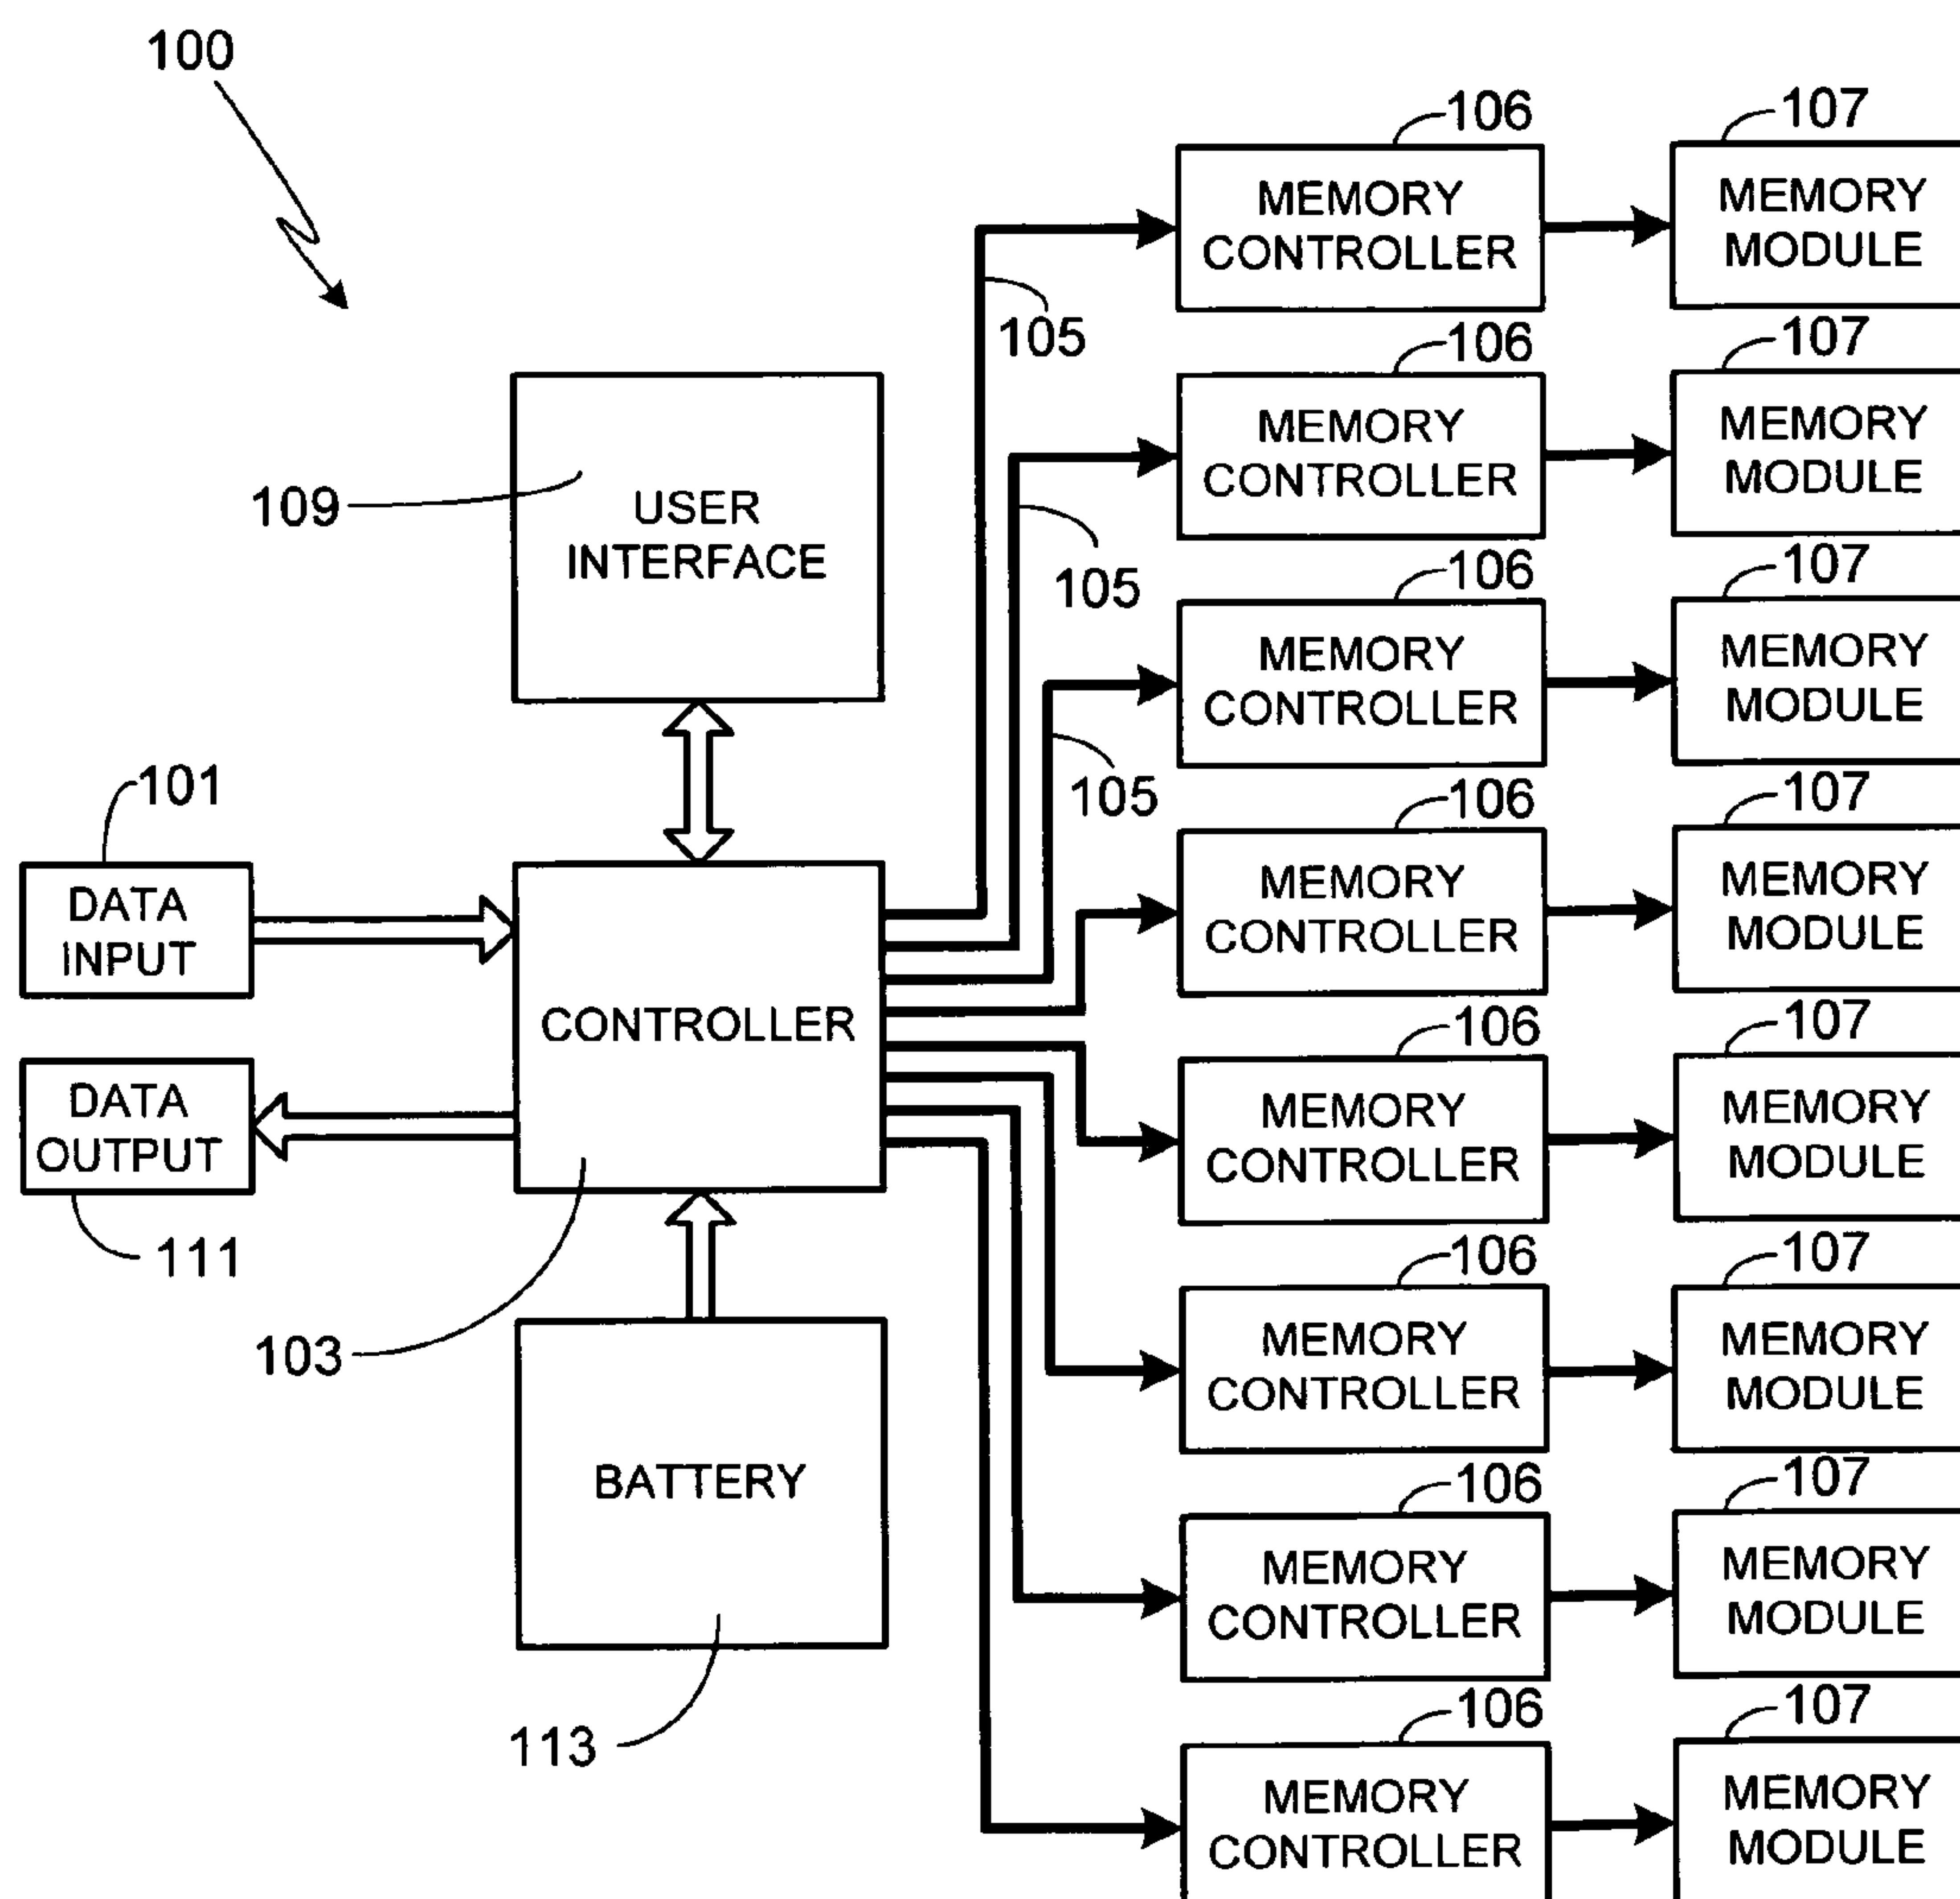 100
106
107
MEMORY
CONTROLLER
MEMORY
MODULE
105
106
107
MEMORY
CONTROLLER
MEMORY
MODULE
109
USER
INTERFACE
105
106
107
MEMORY
CONTROLLER
MEMORY
MODULE
101
105
106
107
DATA
INPUT
MEMORY
CONTROLLER
MEMORY
MODULE
CONTROLLER
106
107
DATA
OUTPUT
MEMORY
CONTROLLER
MEMORY
MODULE
111
106
107
103
MEMORY
CONTROLLER
MEMORY
MODULE
BATTERY
106
107
MEMORY
CONTROLLER
MEMORY
MODULE
113
106
107
MEMORY
CONTROLLER
MEMORY
MODULE